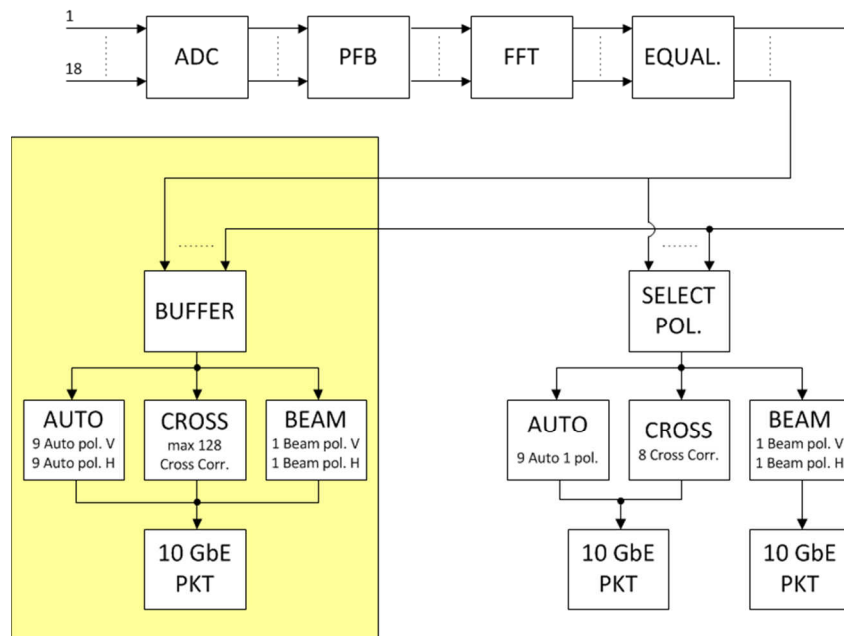 1
18
ADC
PFB
FFT
EQUAL.
BUFFER
SELECT
POL.
AUTO
9 Auto pol. V
9 Auto pol. H
CROSS
max 128
Cross Corr.
BEAM
1 Beam pol. V
1 Beam pol. H
AUTO
9 Auto 1 pol.
CROSS
8 Cross Corr.
BEAM
1 Beam pol. V
1 Beam pol. H
10 GbE
PKT
10 GbE
PKT
10 GbE
PKT